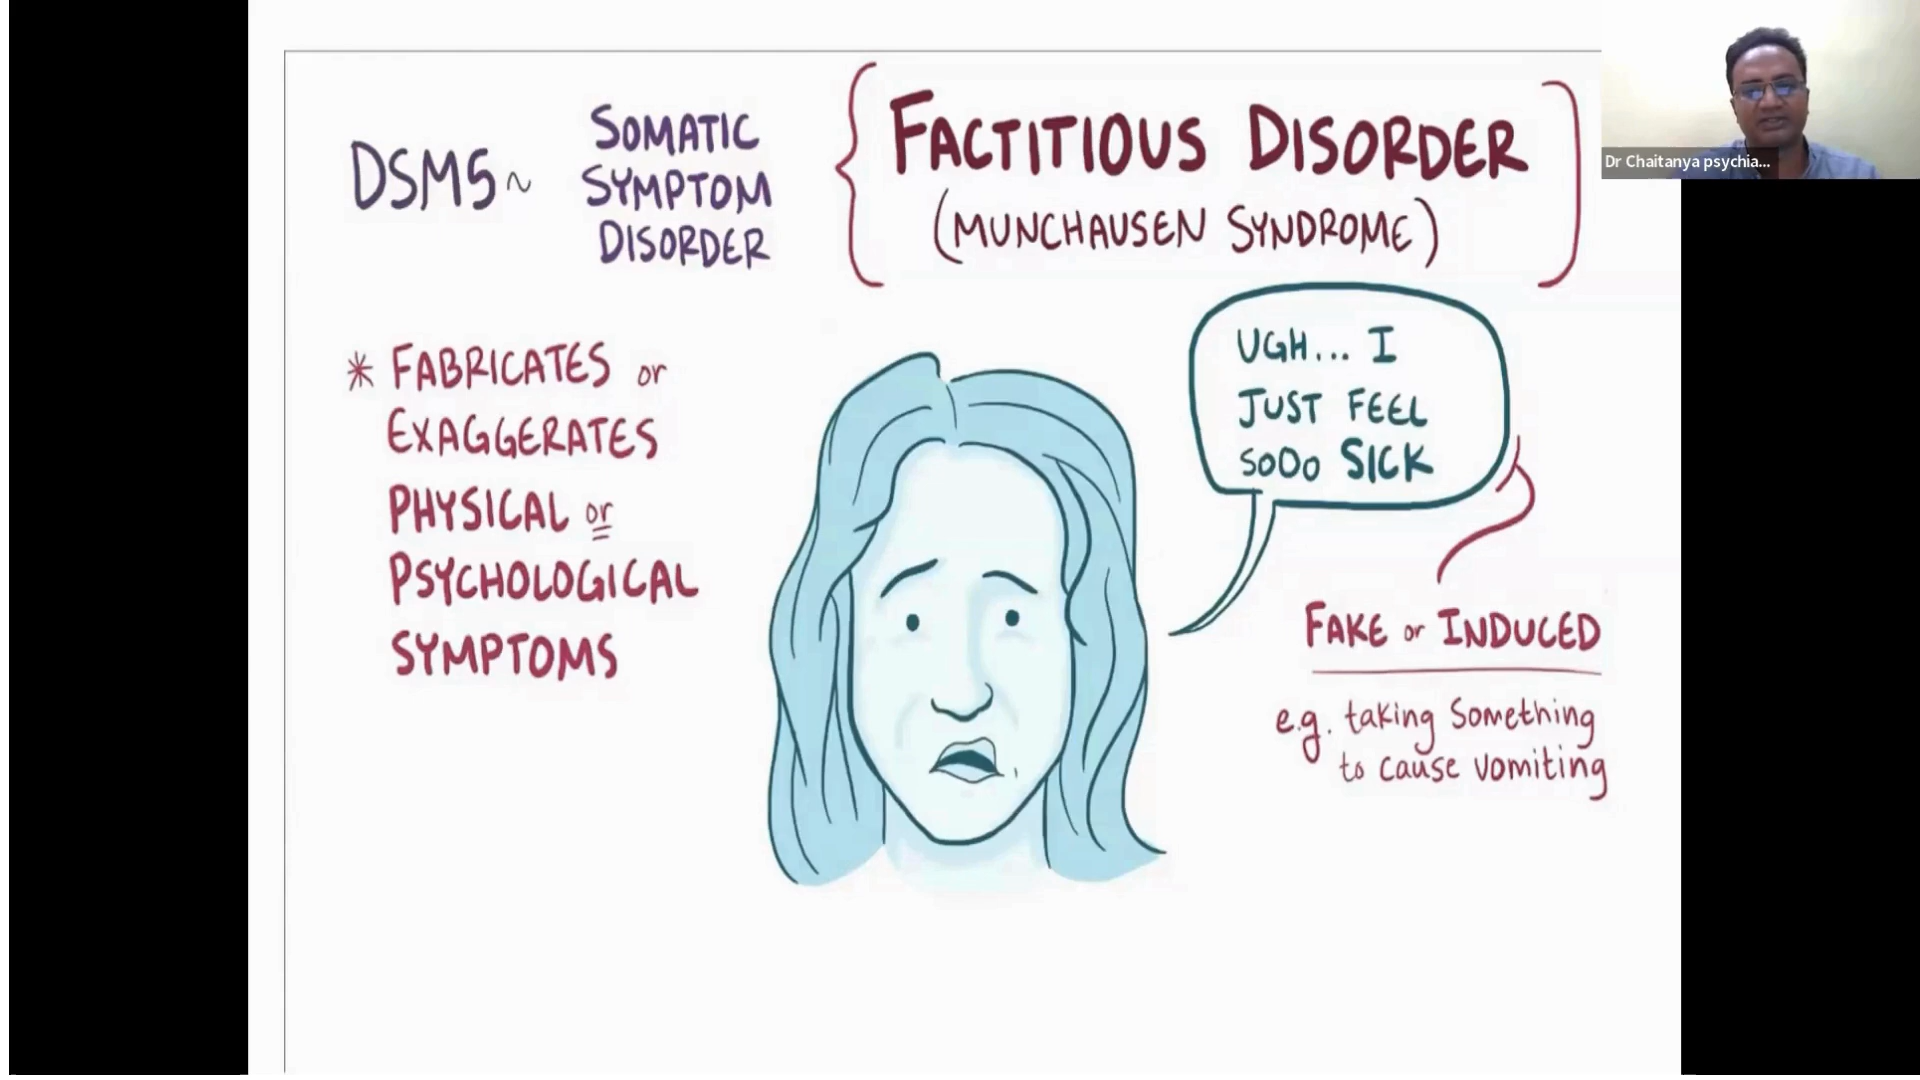 DSM5~
SOMATIC
SYMPTOM
DISORDER
FACTITIOUS DISORDER
(MUNCHAUSEN SYNDROME)
* FABRICATES or
EXAGGERATES
PHYSICAL or
PSYCHOLOGICAL
SYMPTOMS
UGH... I
JUST FEEL
SOOO SICK
FAKE or INDUCED
e.g. taking something
to cause vomiting
Dr Chaitanya psychia...